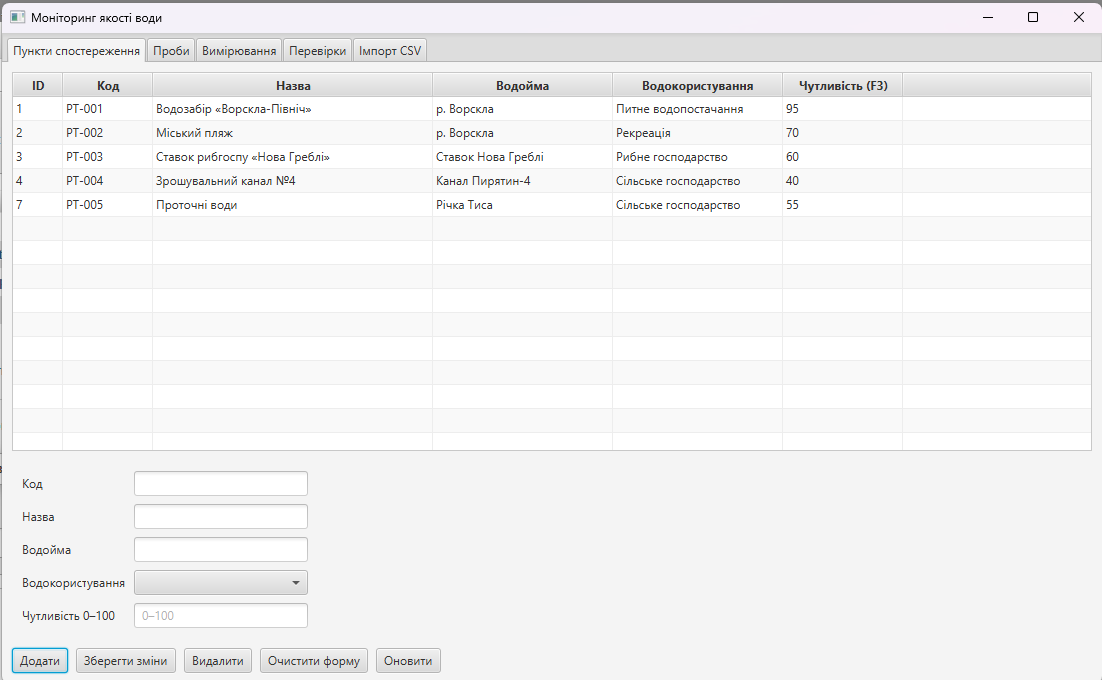 Моніторинг якості води
Пункти спостереження Проби Вимірювання Перевірки Імпорт CSV
ID Код Назва Водойма Водокористування Чутливість (F3)
1 PT-001 Водозабір «Ворскла-Північ» р. Ворскла Питне водопостачання 95
2 PT-002 Міський пляж р. Ворскла Рекреація 70
3 PT-003 Ставок рибгоспу «Нова Греблі» Ставок Нова Греблі Рибне господарство 60
4 PT-004 Зрошувальний канал №4 Канал Пирятин-4 Сільське господарство 40
7 PT-005 Проточні води Річка Тиса Сільське господарство 55
Код
Назва
Водойма
Водокористування
Чутливість 0–100 0–100
Додати Зберегти зміни Видалити Очистити форму Оновити